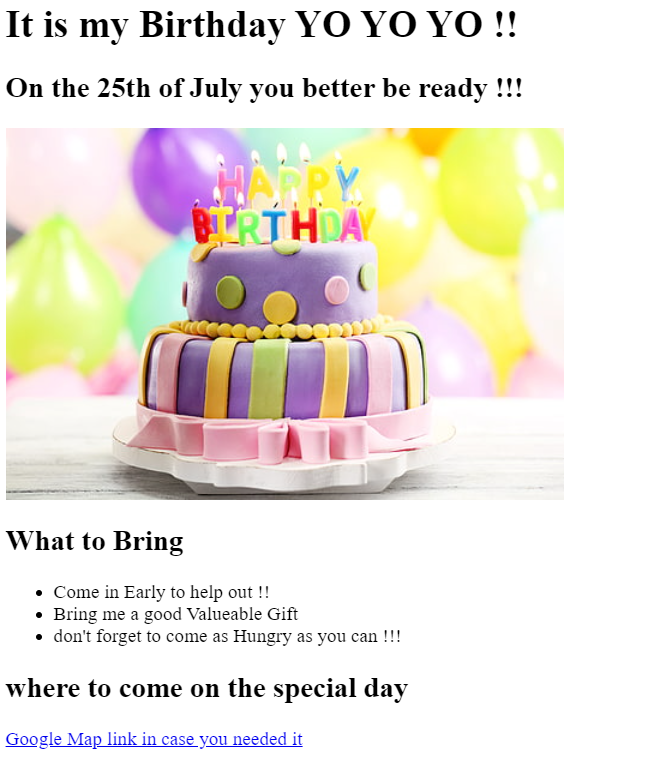 It is my Birthday YO YO YO !!
On the 25th of July you better be ready !!!
HAPPY
BIRTHDAY
What to Bring
Come in Early to help out !!
Bring me a good Valueable Gift
don't forget to come as Hungry as you can !!!
where to come on the special day
Google Map link in case you needed it